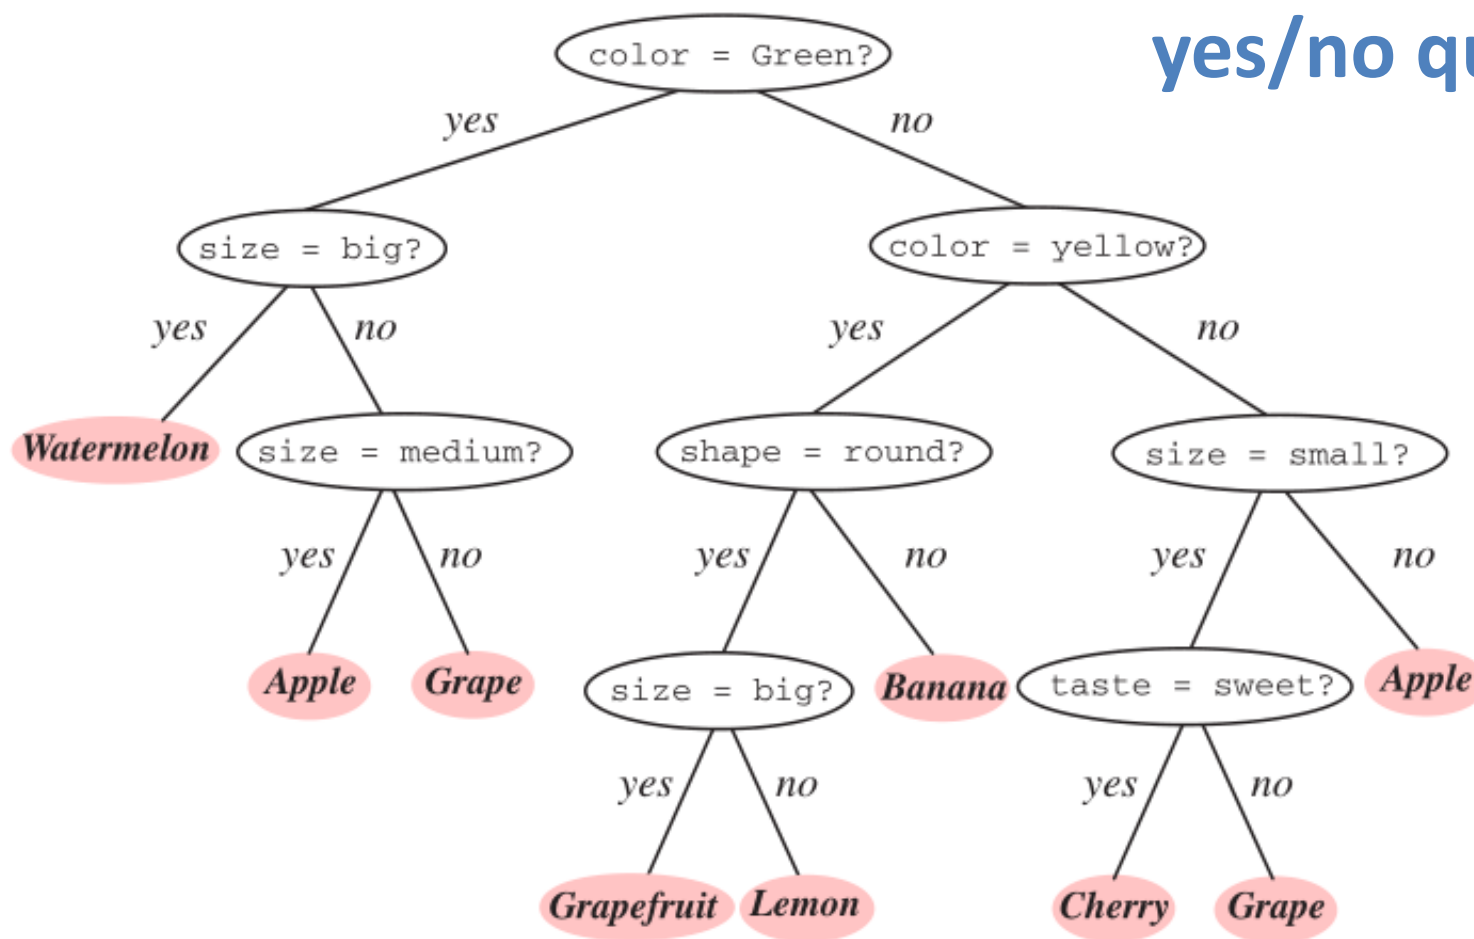 yes/no qu
color = Green?
yes
no
size = big?
color = yellow?
yes
no
yes
no
Watermelon
size = medium?
shape = round?
size = small?
yes
no
yes
no
yes
no
Apple
Grape
size = big?
Banana
taste = sweet?
Apple
yes
no
yes
no
Grapefruit
Lemon
Cherry
Grape